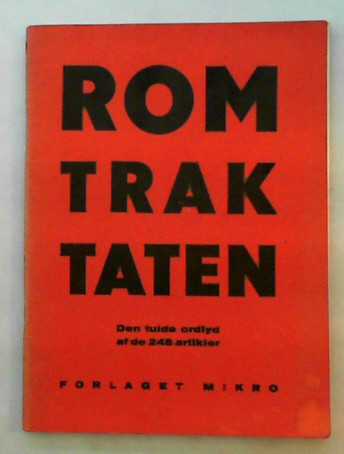 ROM
TRAK
TATEN
Den fulde ordlyd
af de 248 artikler
FORLAGET MIKRO